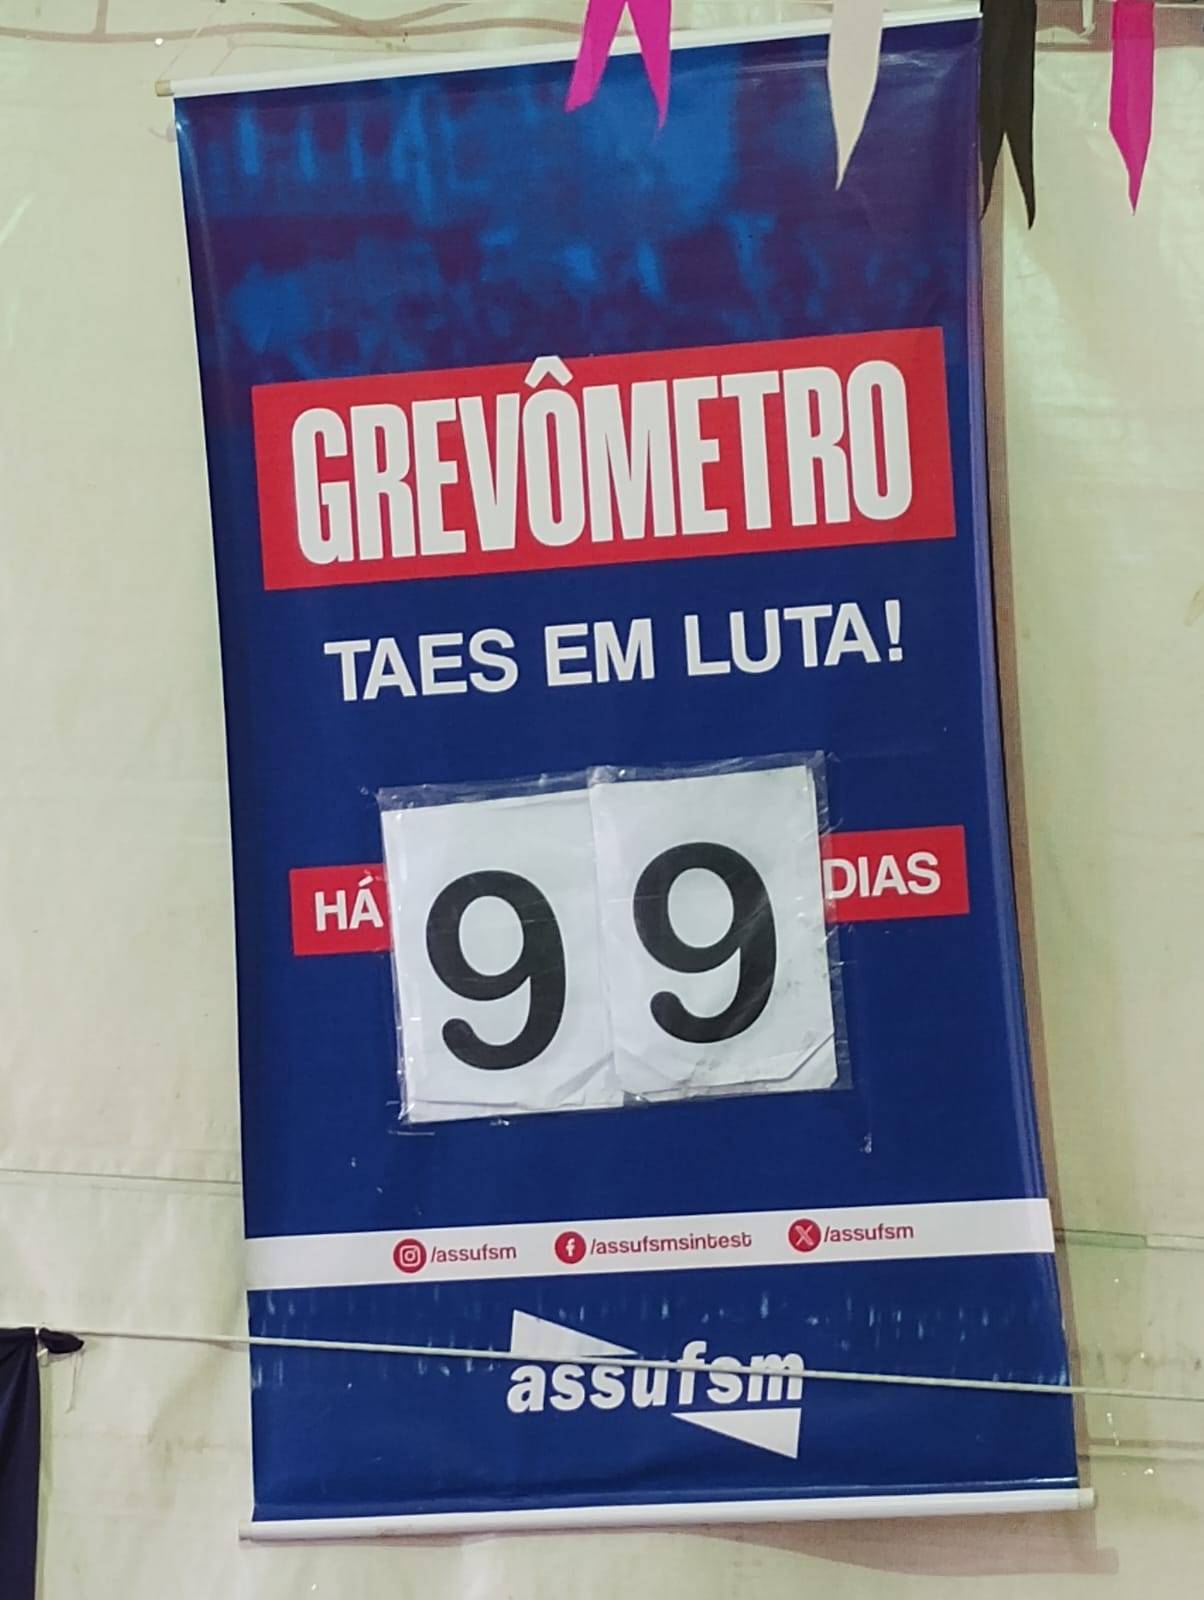 GREVÔMETRO
TAES EM LUTA!
HÁ 99 DIAS
/assufsm /assufsmsintest /assufsm
assufsm